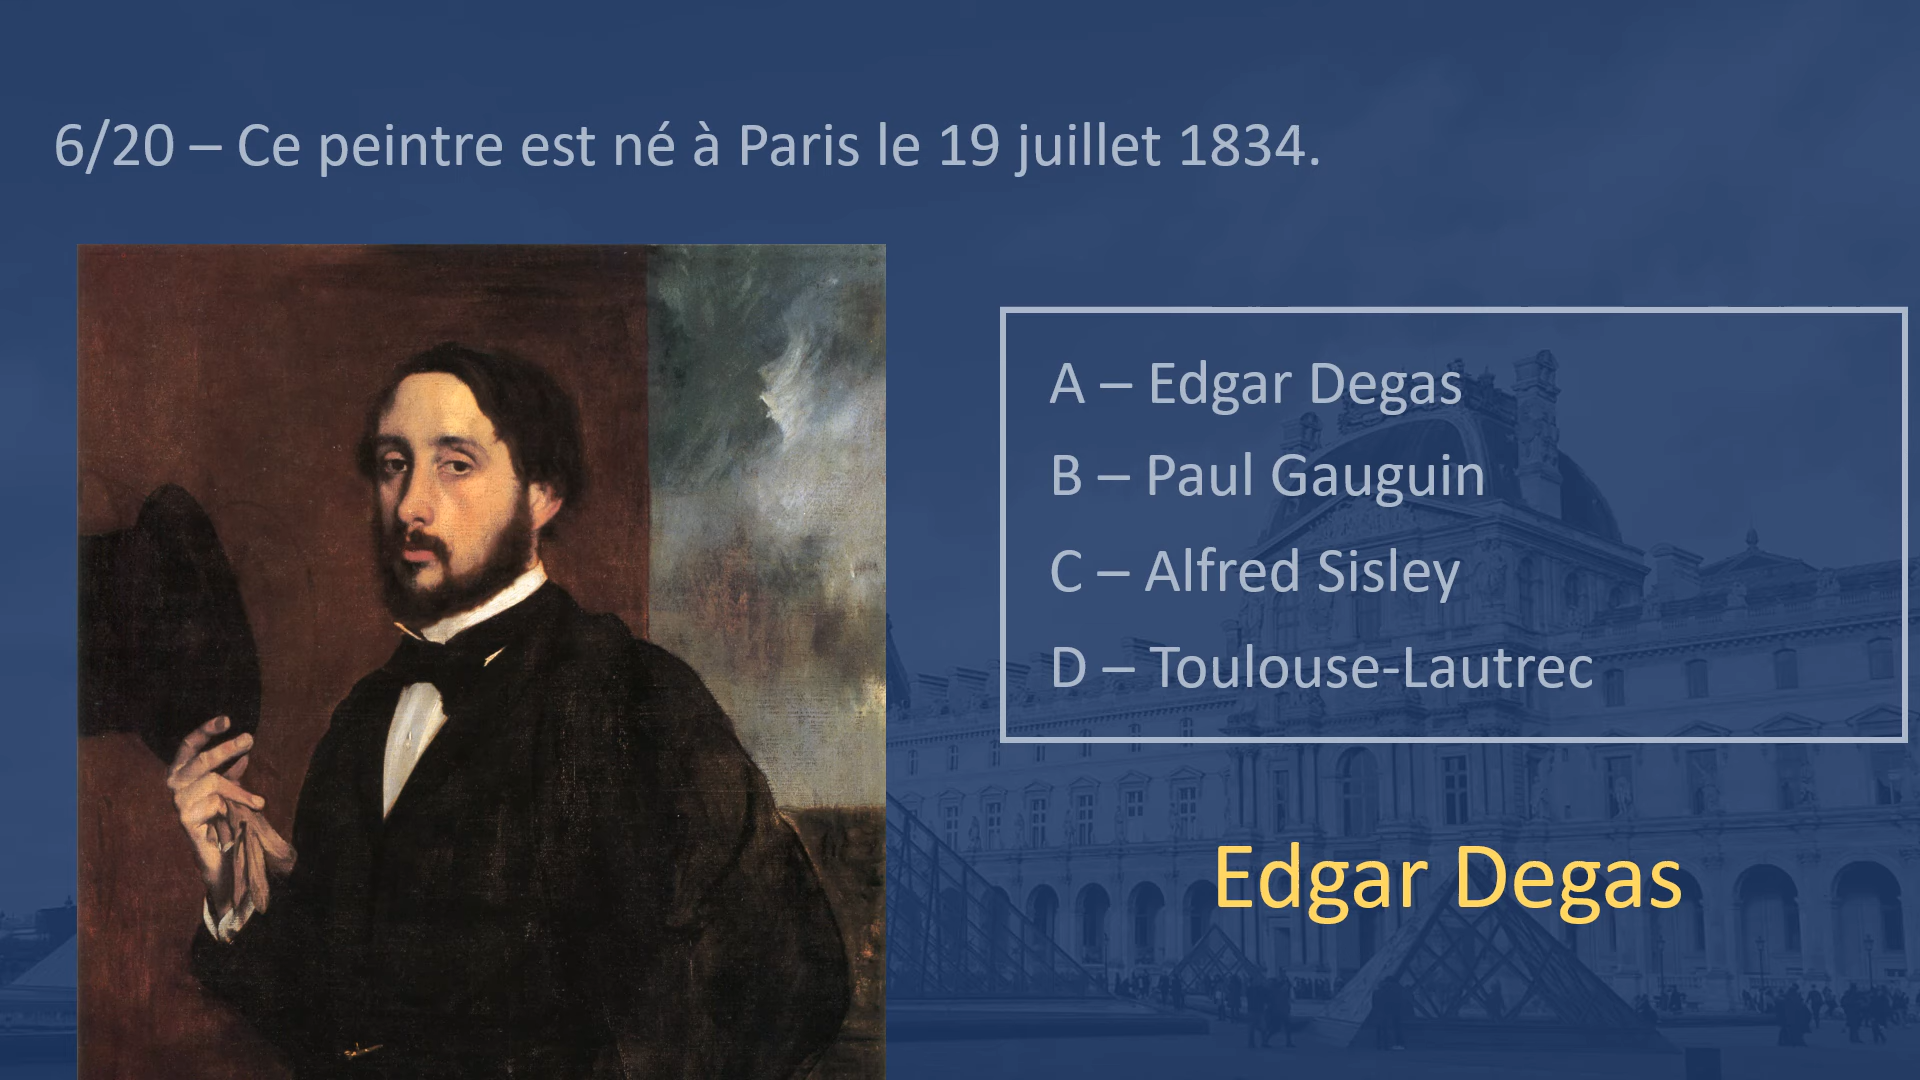 6/20 – Ce peintre est né à Paris le 19 juillet 1834.
A – Edgar Degas
B – Paul Gauguin
C – Alfred Sisley
D – Toulouse-Lautrec
Edgar Degas